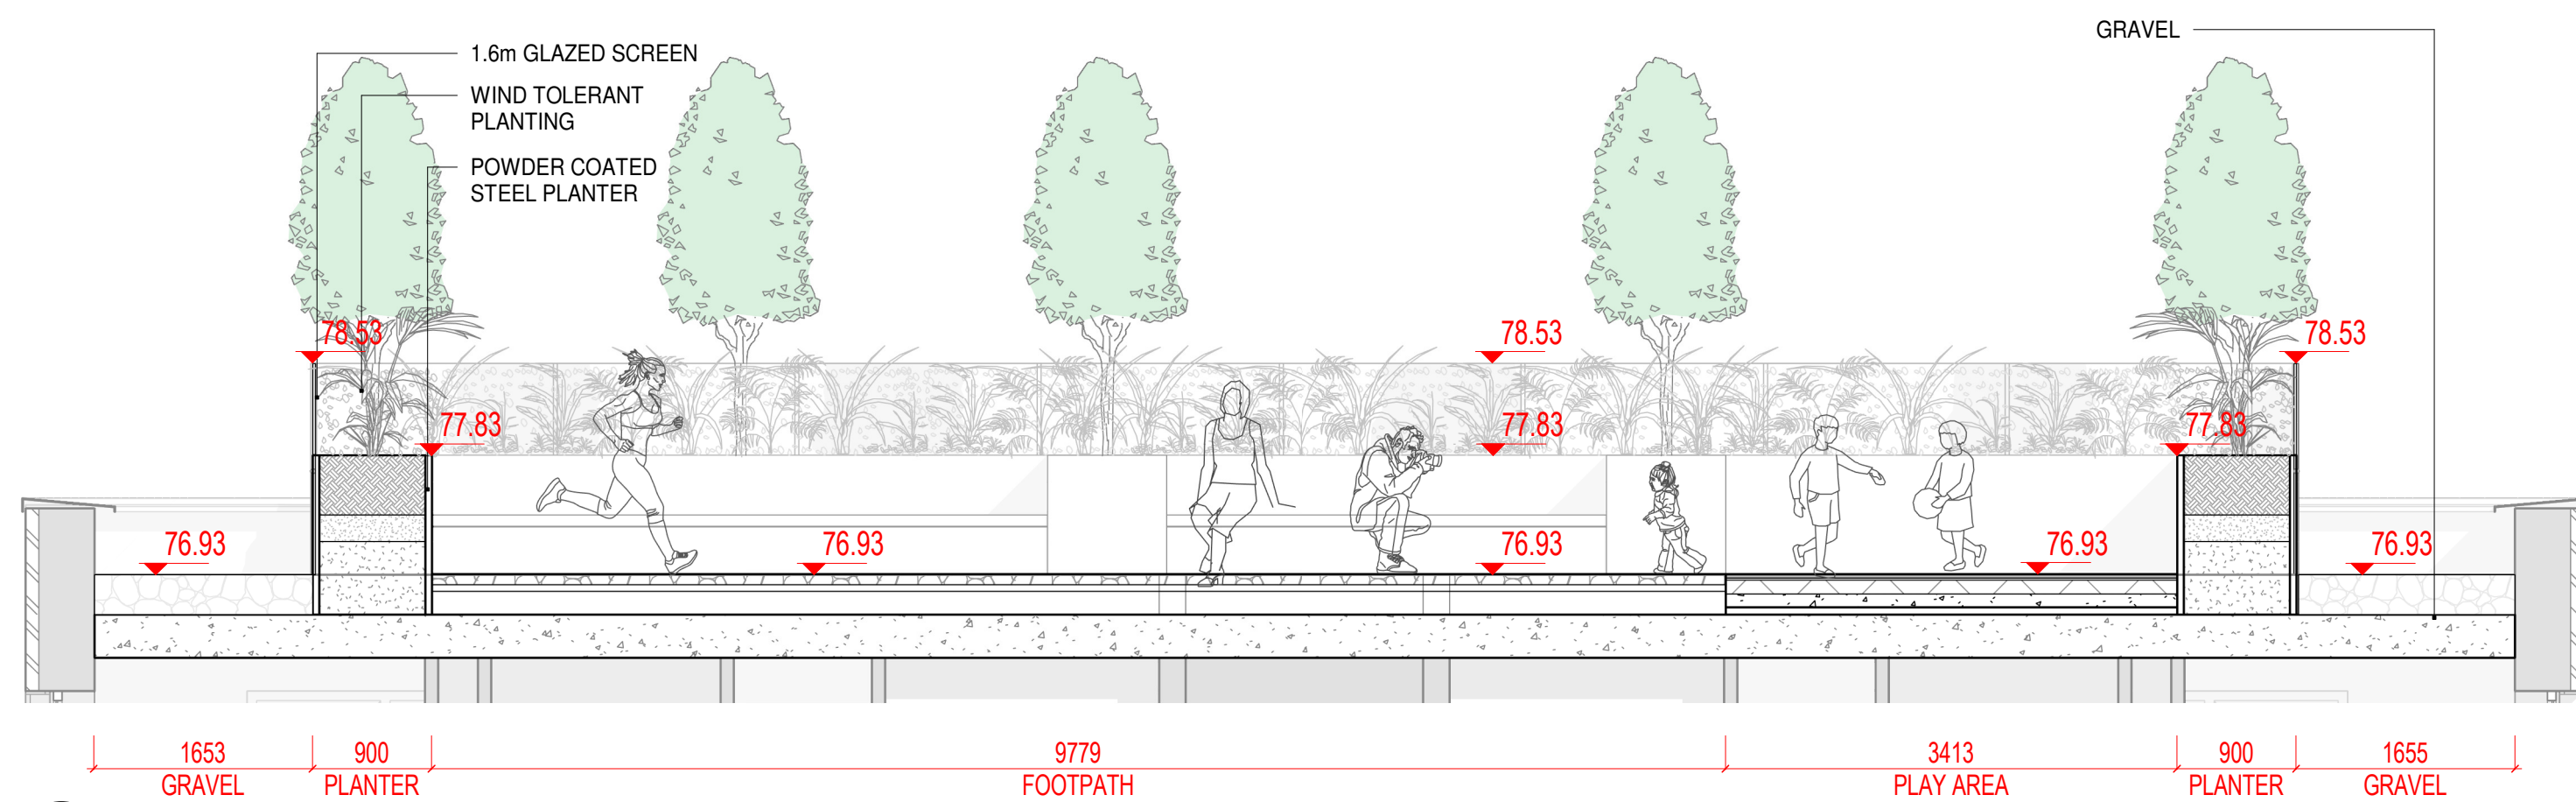 GRAVEL
1.6m GLAZED SCREEN
WIND TOLERANT
PLANTING
POWDER COATED
STEEL PLANTER
78.53
78.53
78.53
77.83
77.83
77.83
76.93
76.93
76.93
76.93
76.93
1653
900
9779
3413
900
1655
GRAVEL
PLANTER
FOOTPATH
PLAY AREA
PLANTER
GRAVEL